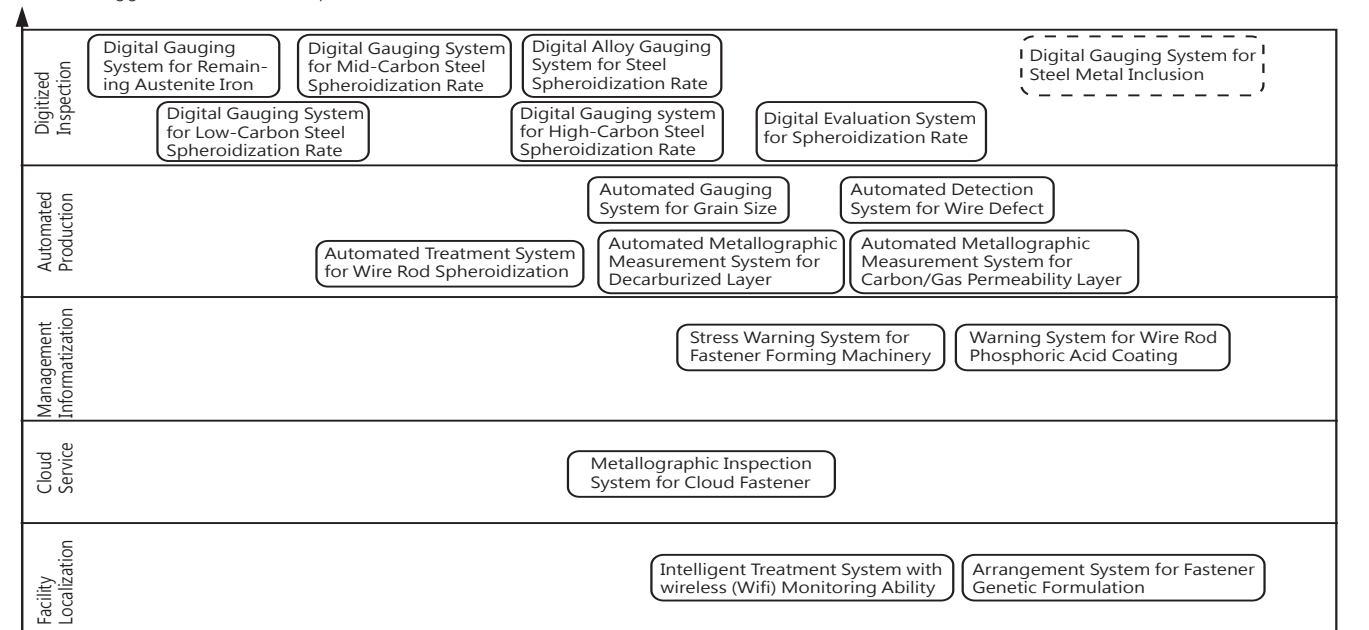 Digitized
Inspection
Digital Gauging
System for Remain-
ing Austenite Iron
Digital Gauging System
for Mid-Carbon Steel
Spheroidization Rate
Digital Alloy Gauging
System for Steel
Spheroidization Rate
Digital Gauging System for
Steel Metal Inclusion
Digital Gauging System
for Low-Carbon Steel
Spheroidization Rate
Digital Gauging system
for High-Carbon Steel
Spheroidization Rate
Digital Evaluation System
for Spheroidization Rate
Automated
Production
Automated Gauging
System for Grain Size
Automated Detection
System for Wire Defect
Automated Treatment System
for Wire Rod Spheroidization
Automated Metallographic
Measurement System for
Decarburized Layer
Automated Metallographic
Measurement System for
Carbon/Gas Permeability Layer
Management
Informatization
Stress Warning System for
Fastener Forming Machinery
Warning System for Wire Rod
Phosphoric Acid Coating
Cloud
Service
Metallographic Inspection
System for Cloud Fastener
Facility
Localization
Intelligent Treatment System with
wireless (Wifi) Monitoring Ability
Arrangement System for Fastener
Genetic Formulation